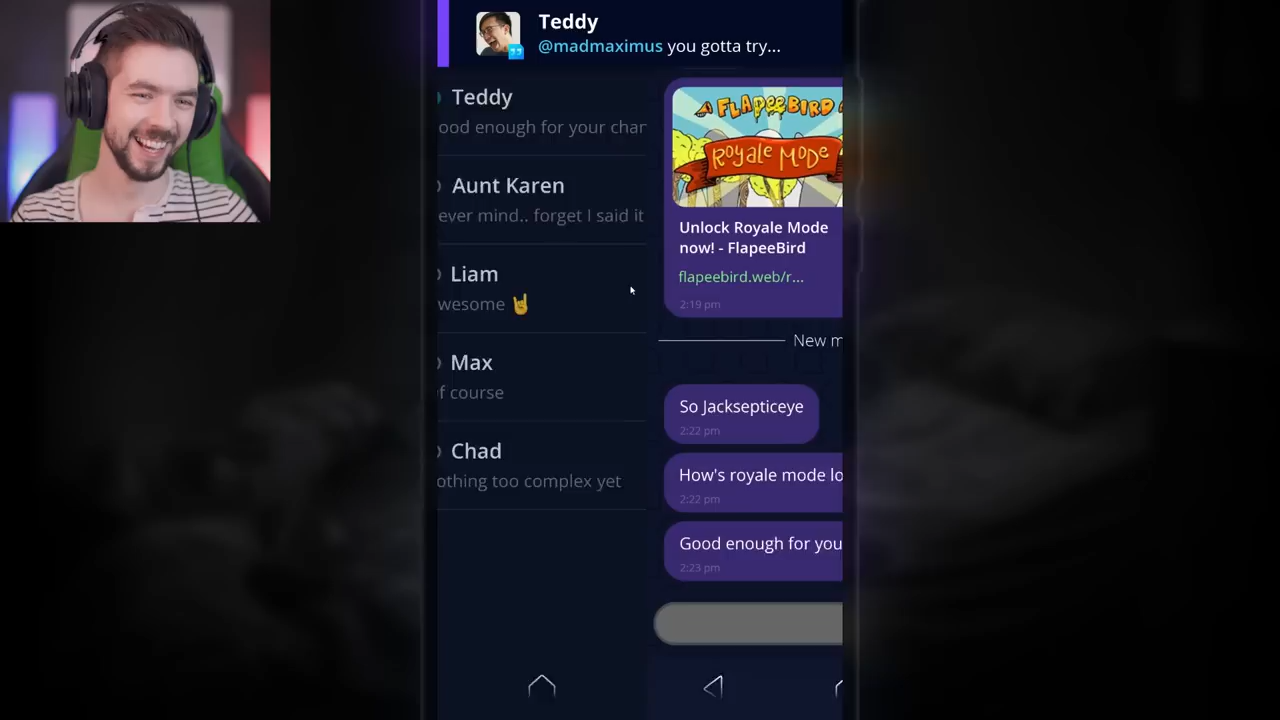 Teddy
@madmaximus you gotta try...
Teddy
ood enough for your char
Aunt Karen
ever mind.. forget I said it
Liam
wesome 🤘
Max
f course
Chad
othing too complex yet
FLAPEEBIRD
ROYALE MODE
Unlock Royale Mode
now! - FlapeeBird
flapeebird.web/r...
2:19 pm
New m
So Jacksepticeye
2:22 pm
How's royale mode lo
2:22 pm
Good enough for you
2:23 pm